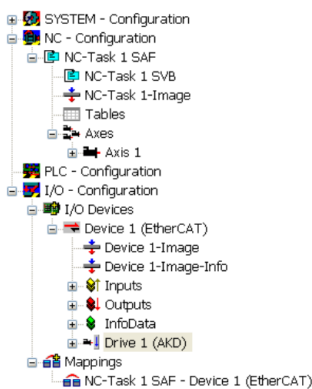 SYSTEM - Configuration
NC - Configuration
NC-Task 1 SAF
NC-Task 1 SVB
NC-Task 1-Image
Tables
Axes
Axis 1
PLC - Configuration
I/O - Configuration
I/O Devices
Device 1 (EtherCAT)
Device 1-Image
Device 1-Image-Info
Inputs
Outputs
InfoData
Drive 1 (AKD)
Mappings
NC-Task 1 SAF - Device 1 (EtherCAT)